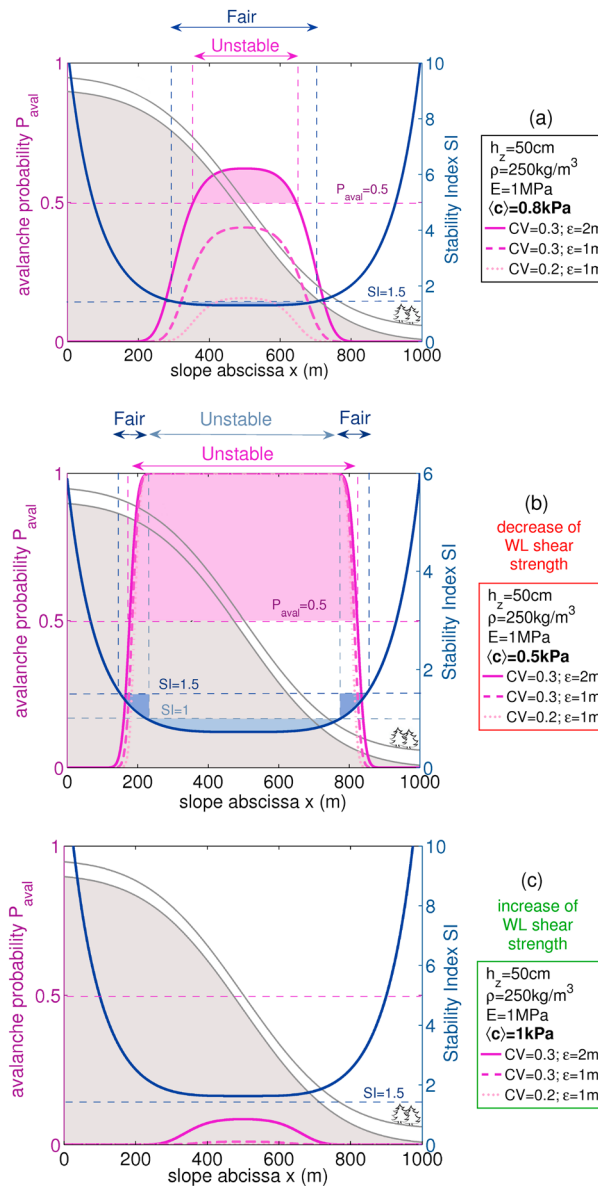 Fair
Unstable
1
10
8
6
4
2
0
0.5
0
avalanche probability P_aval
Stability Index SI
P_aval=0.5
SI=1.5
0 200 400 600 800 1000
slope abscissa x (m)
(a)
h_z=50cm
ρ=250kg/m³
E=1MPa
⟨c⟩=0.8kPa
CV=0.3; ε=2m
CV=0.3; ε=1m
CV=0.2; ε=1m
Fair Unstable Fair
Unstable
1
6
5
4
3
2
1
0
0.5
0
avalanche probability P_aval
Stability Index SI
P_aval=0.5
SI=1.5
SI=1
0 200 400 600 800 1000
slope abscissa x (m)
(b)
decrease of
WL shear
strength
h_z=50cm
ρ=250kg/m³
E=1MPa
⟨c⟩=0.5kPa
CV=0.3; ε=2m
CV=0.3; ε=1m
CV=0.2; ε=1m
1
10
8
6
4
2
0
0.5
0
avalanche probability P_aval
Stability Index SI
SI=1.5
0 200 400 600 800 1000
slope abscissa x (m)
(c)
increase of
WL shear
strength
h_z=50cm
ρ=250kg/m³
E=1MPa
⟨c⟩=1kPa
CV=0.3; ε=2m
CV=0.3; ε=1m
CV=0.2; ε=1m